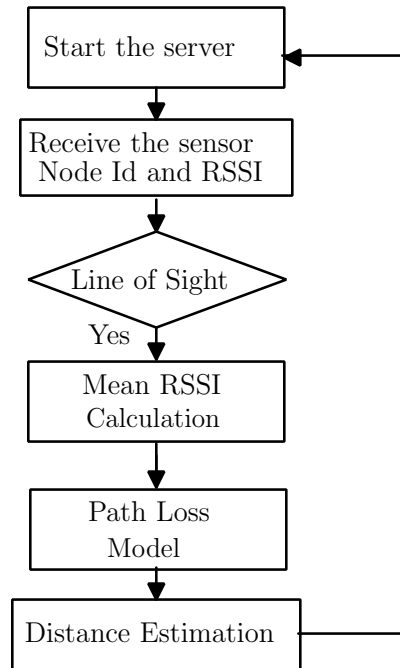 Start the server
Receive the sensor
Node Id and RSSI
Line of Sight
Yes
Mean RSSI
Calculation
Path Loss
Model
Distance Estimation